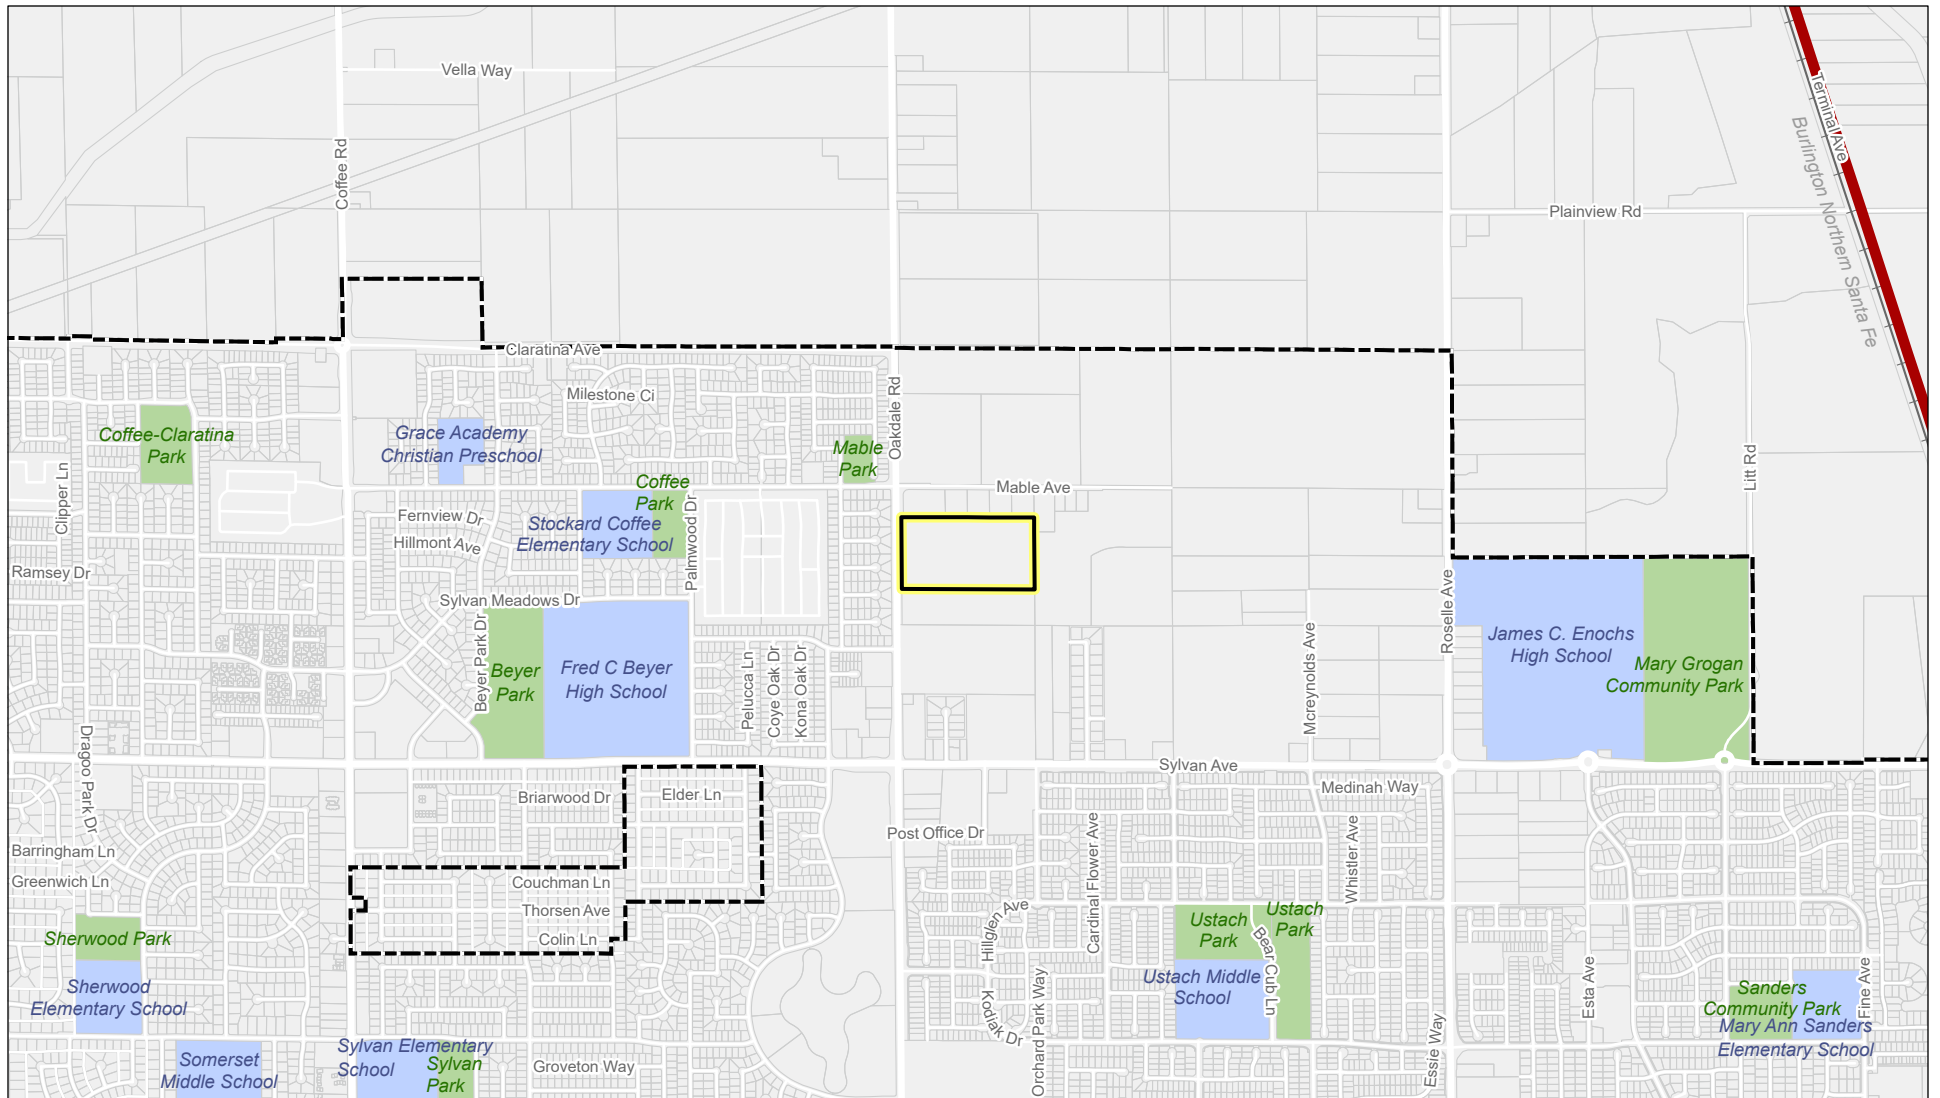 Vella Way
Coffee Rd
Terminal Ave
Burlington Northern Santa Fe
Plainview Rd
Claratina Ave
Milestone Ci
Oakdale Rd
Coffee-Claratina
Park
Grace Academy
Christian Preschool
Mable
Park
Clipper Ln
Litt Rd
Coffee
Park
Mable Ave
Fernview Dr
Stockard Coffee
Elementary School
Palmwood Dr
Hillmont Ave
Ramsey Dr
Sylvan Meadows Dr
Roselle Ave
Beyer Park Dr
Beyer
Park
Fred C Beyer
High School
Pelucca Ln
Coye Oak Dr
Kona Oak Dr
Mcreynolds Ave
James C. Enochs
High School
Mary Grogan
Community Park
Dragoo Park Dr
Sylvan Ave
Briarwood Dr
Elder Ln
Medinah Way
Post Office Dr
Barringham Ln
Greenwich Ln
Couchman Ln
Thorsen Ave
Colin Ln
Cardinal Flower Ave
Whistler Ave
Hillglen Ave
Ustach
Park
Ustach
Park
Bear Cub Ln
Sherwood Park
Sherwood
Elementary School
Ustach Middle
School
Kodiak Dr
Orchard Park Way
Esta Ave
Fine Ave
Sanders
Community Park
Mary Ann Sanders
Elementary School
Somerset
Middle School
Sylvan Elementary
School
Sylvan
Park
Groveton Way
Essie Way